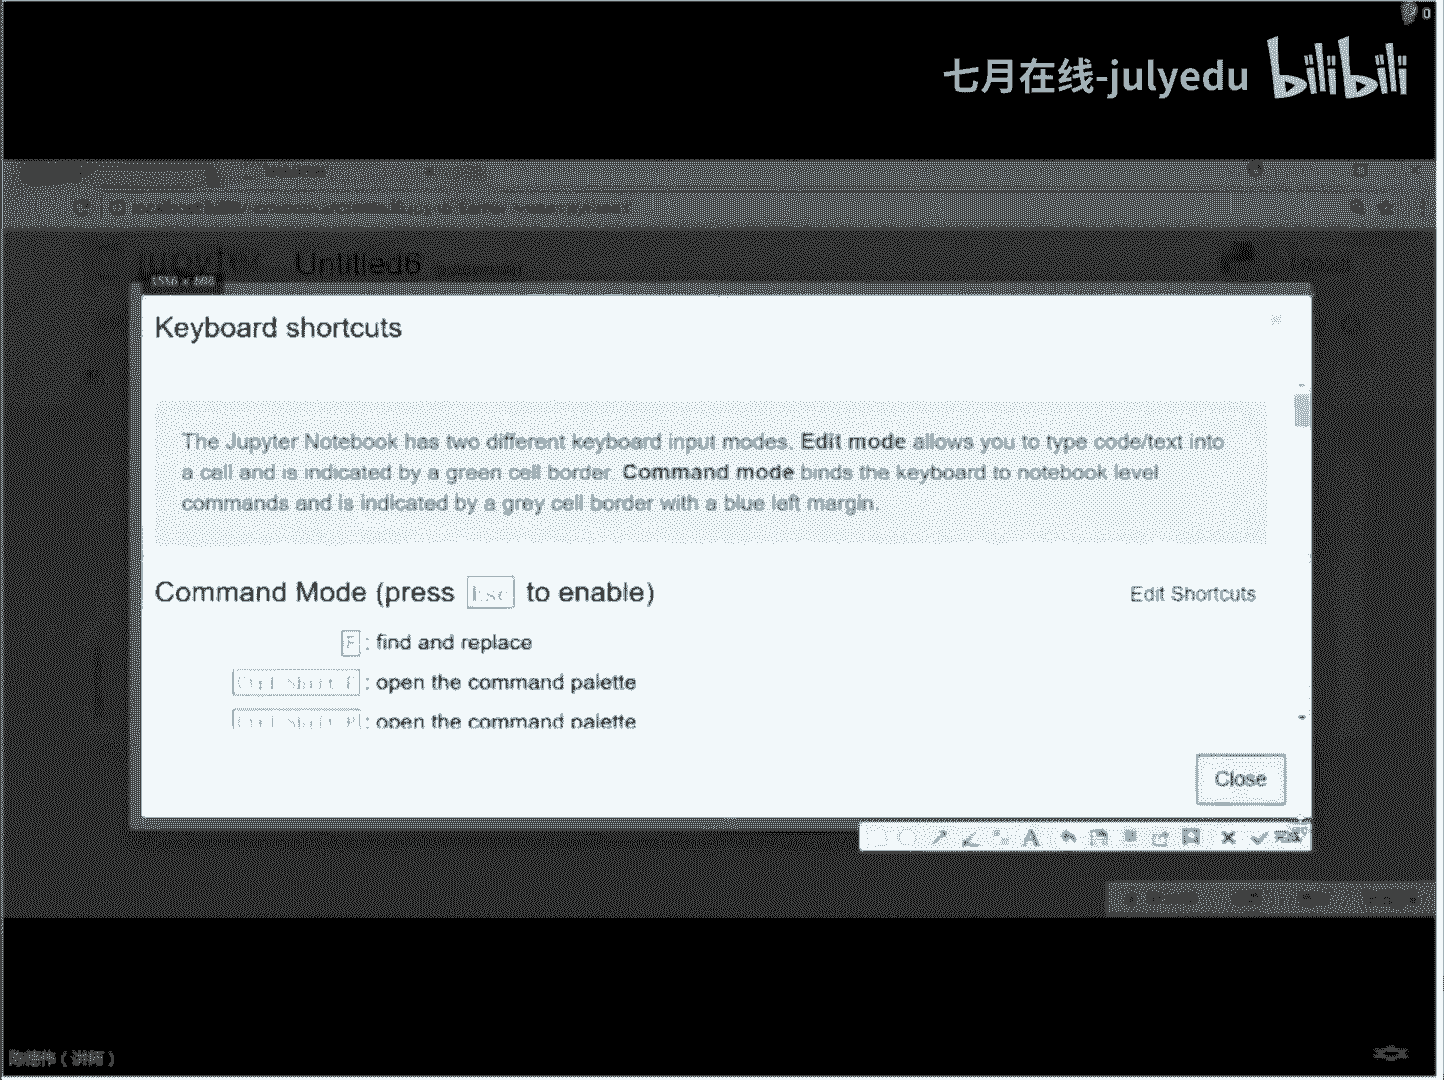 0
七月在线-julyedu bilibili
Untitled6
Keyboard shortcuts
The Jupyter Notebook has two different keyboard input modes. Edit mode allows you to type code/text into
a cell and is indicated by a green cell border. Command mode binds the keyboard to notebook level
commands and is indicated by a grey cell border with a blue left margin.
Command Mode (press Esc to enable)
Edit Shortcuts
F : find and replace
Ctrl Shift F : open the command palette
Ctrl Shift P : open the command palette
Close